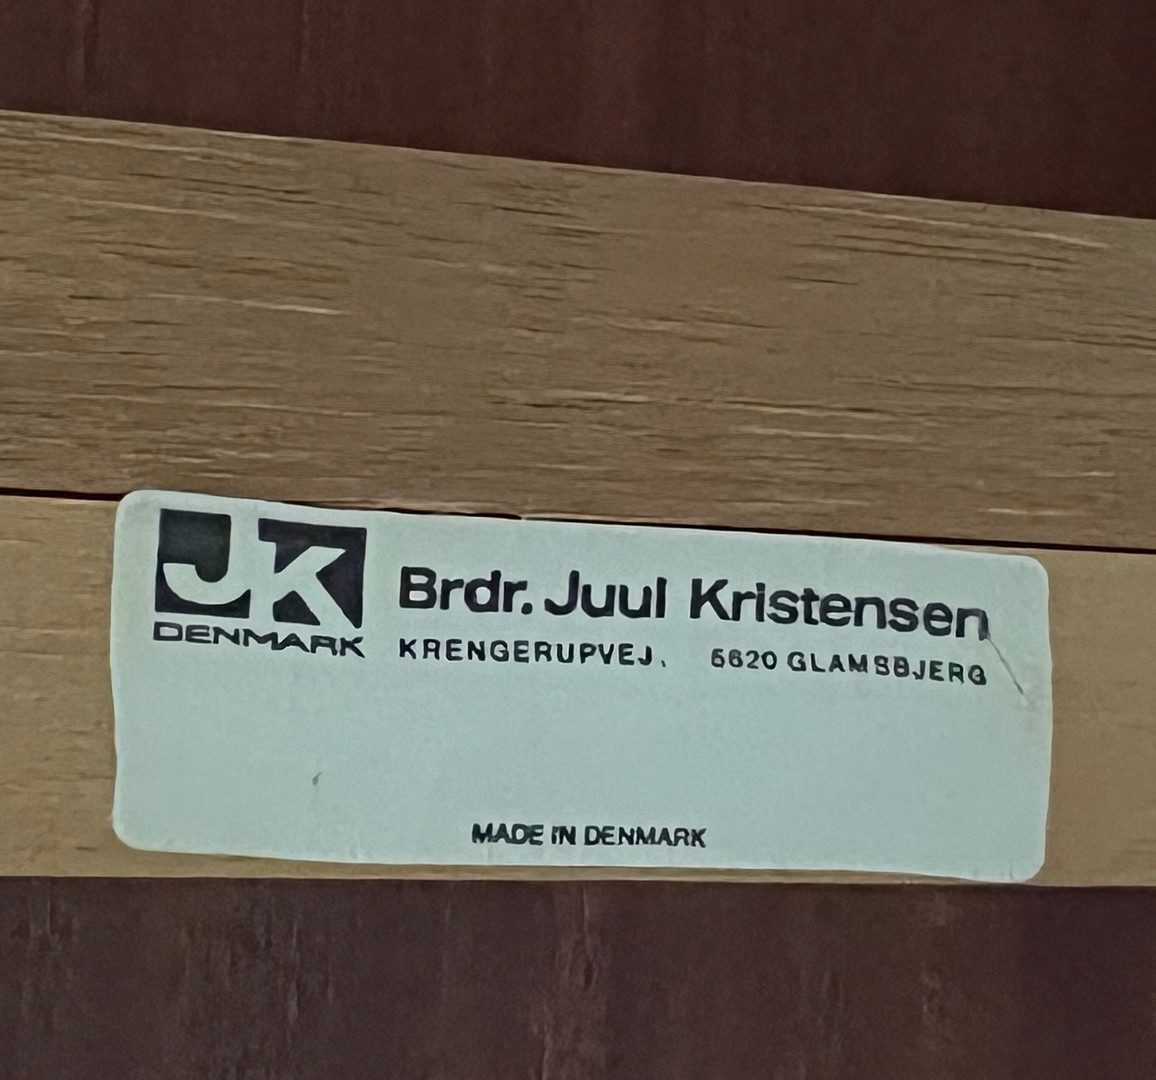 JK
DENMARK
Brdr. Juul Kristensen
KRENGERUPVEJ. 5620 GLAMSBJERG
MADE IN DENMARK